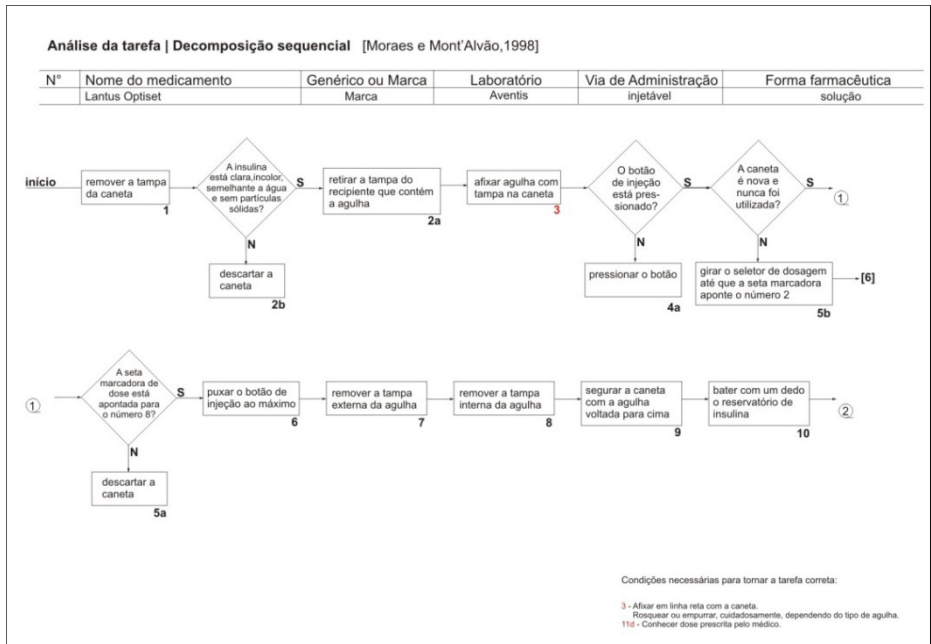 Análise da tarefa | Decomposição sequencial [Moraes e Mont'Alvão,1998]
N° Nome do medicamento Genérico ou Marca Laboratório Via de Administração Forma farmacêutica
Lantus Optiset Marca Aventis injetável solução
início
remover a tampa
da caneta
1
A insulina
está clara,incolor,
semelhante a água
e sem partículas
sólidas?
S
N
descartar a
caneta
2b
retirar a tampa do
recipiente que contém
a agulha
2a
afixar agulha com
tampa na caneta
3
O botão
de injeção
está pres-
sionado?
S
N
pressionar o botão
4a
A caneta
é nova e
nunca foi
utilizada?
S
1
N
girar o seletor de dosagem
até que a seta marcadora
aponte o número 2
5b
[6]
1
A seta
marcadora de
dose está
apontada para
o número 8?
S
N
descartar a
caneta
5a
puxar o botão de
injeção ao máximo
6
remover a tampa
externa da agulha
7
remover a tampa
interna da agulha
8
segurar a caneta
com a agulha
voltada para cima
9
bater com um dedo
o reservatório de
insulina
10
2
Condições necessárias para tornar a tarefa correta:
3 - Afixar em linha reta com a caneta.
Rosquear ou empurrar, cuidadosamente, dependendo do tipo de agulha.
11d - Conhecer dose prescrita pelo médico.